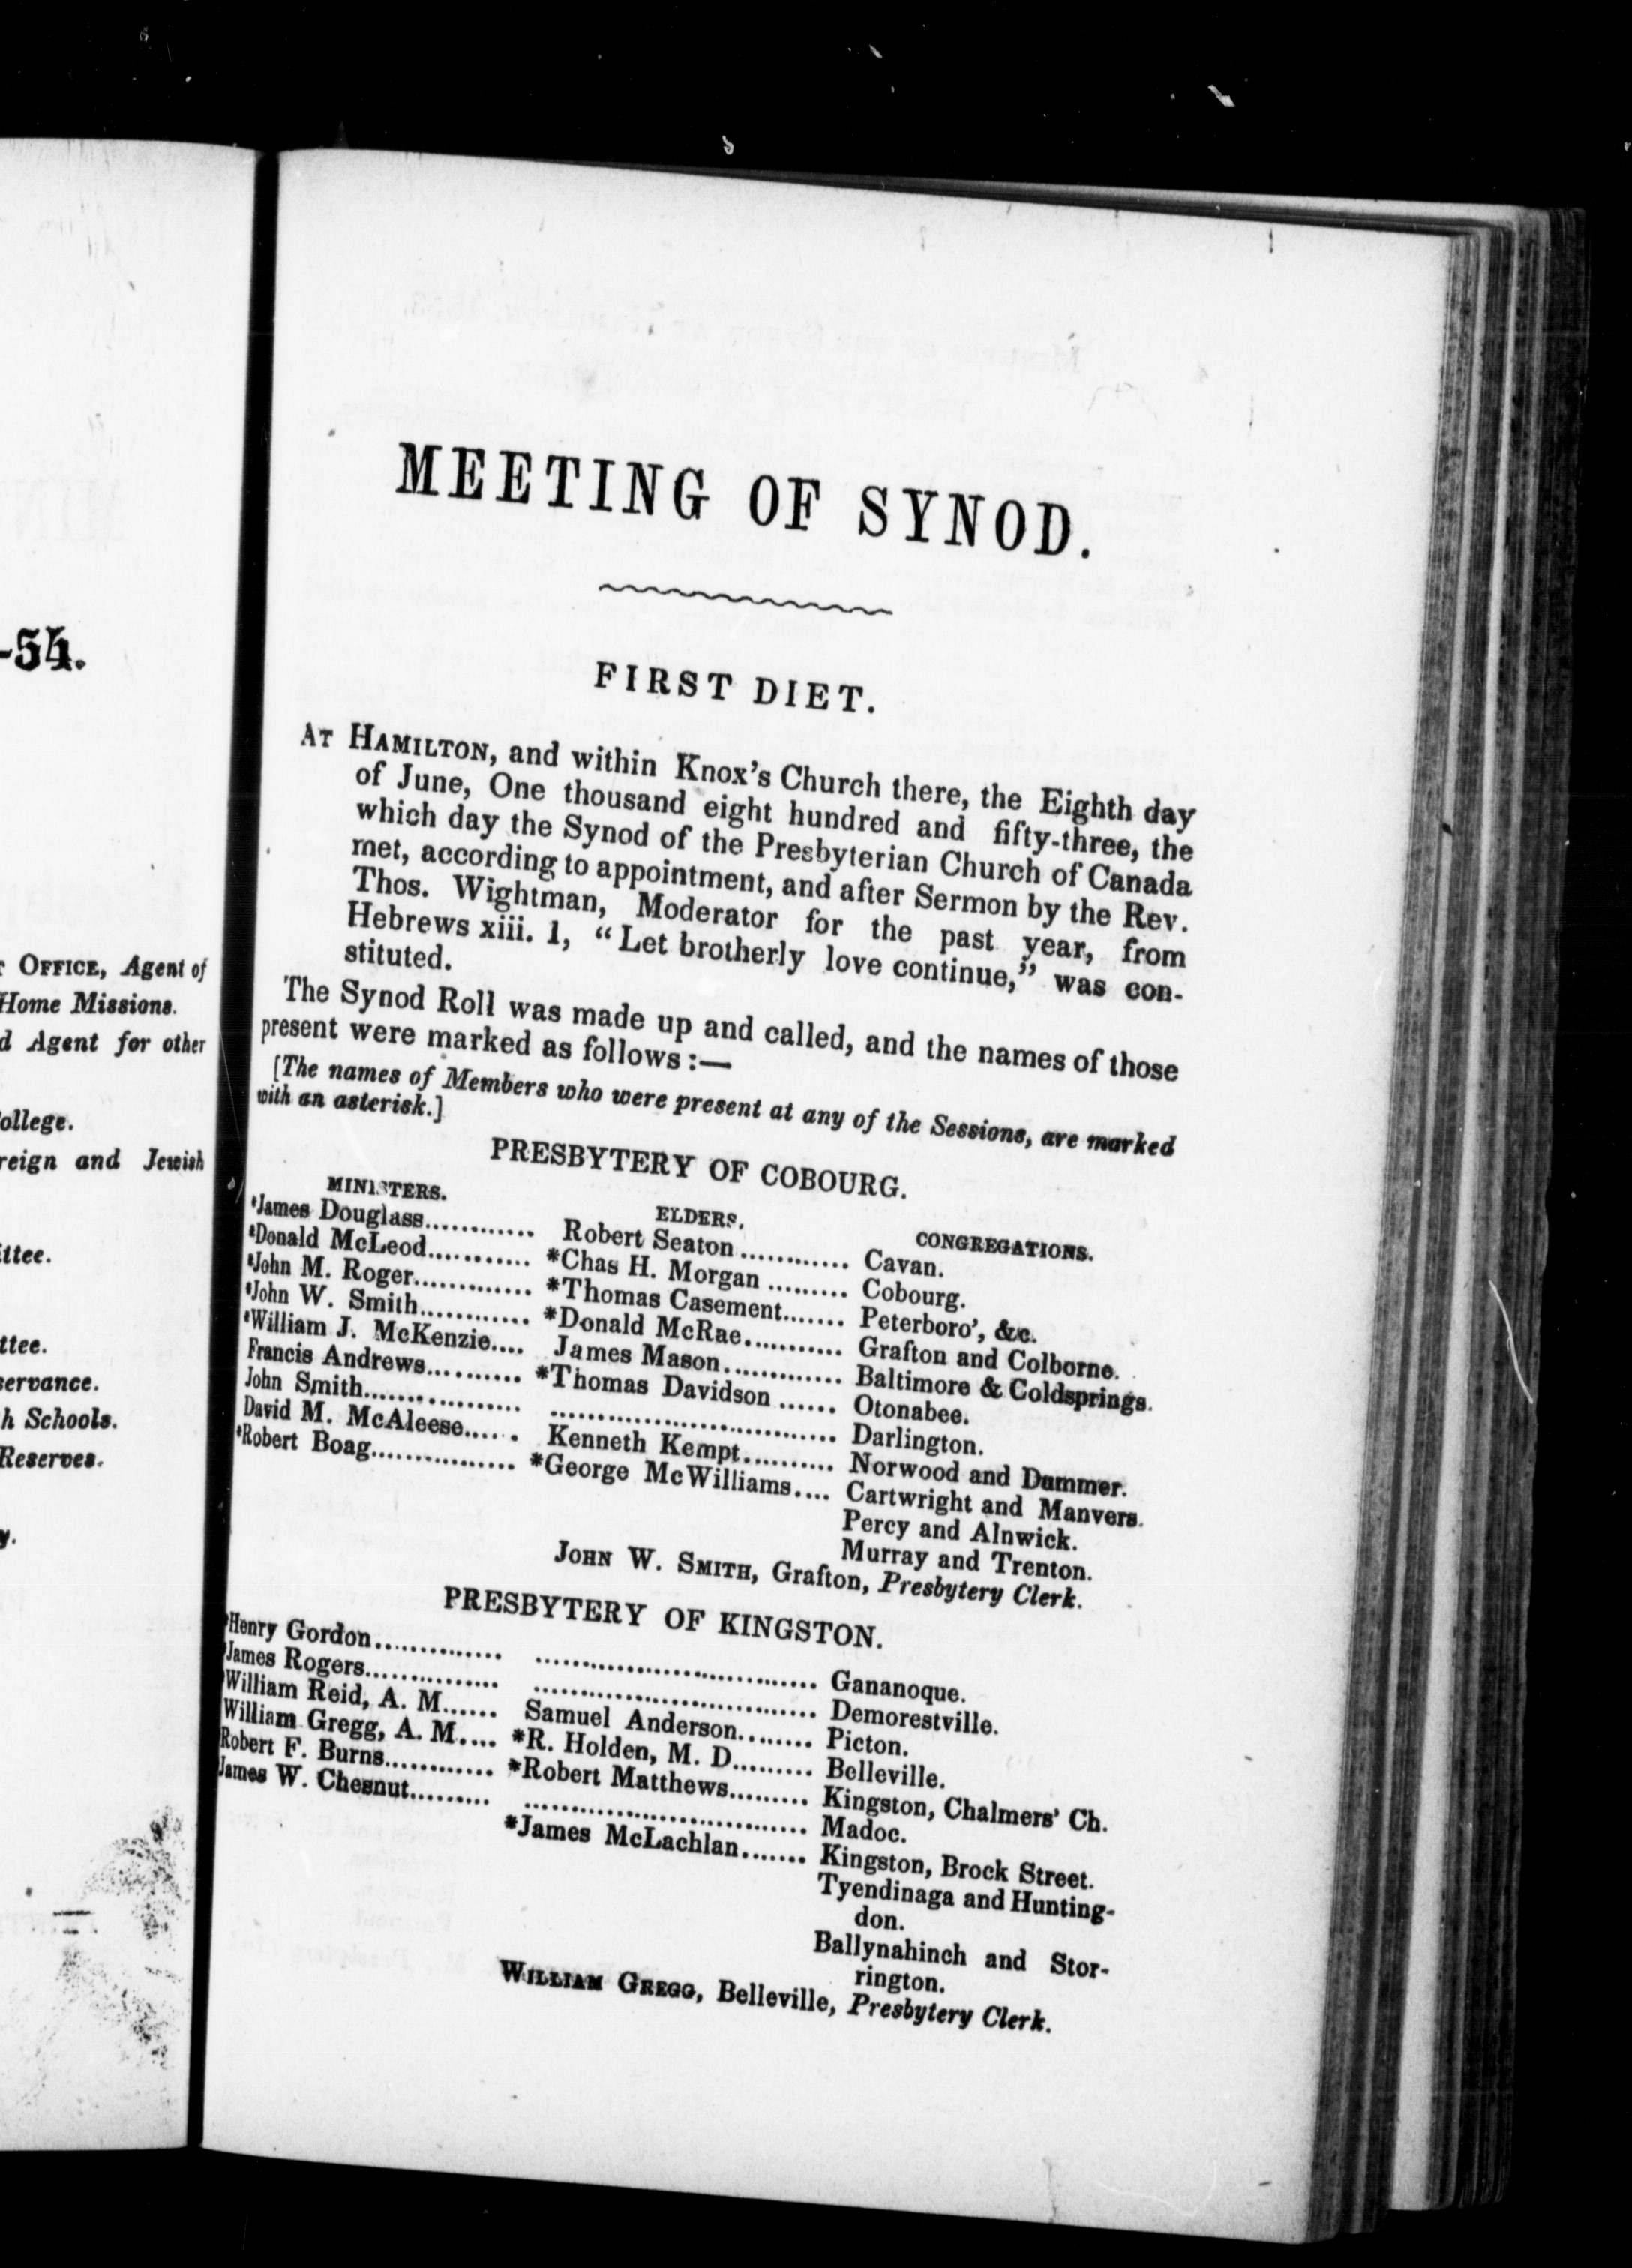 -54.
OFFICE, Agent of
Home Missions.
Agent for other
College.
reign and Jewish
ttee.
servance.
h Schools.
Reserves.
MEETING OF SYNOD.
FIRST DIET.
AT HAMILTON, and within Knox's Church there, the Eighth day
of June, One thousand eight hundred and fifty-three, the
which day the Synod of the Presbyterian Church of Canada
met, according to appointment, and after Sermon by the Rev.
Thos. Wightman, Moderator for the past year, from
Hebrews xiii. 1, "Let brotherly love continue," was con-
stituted.
The Synod Roll was made up and called, and the names of those
present were marked as follows:—
[The names of Members who were present at any of the Sessions, are marked
with an asterisk.]
PRESBYTERY OF COBOURG.
MINISTERS. ELDERS. CONGREGATIONS.
*James Douglass............ Robert Seaton............ Cavan.
*Donald McLeod........... *Chas H. Morgan......... Cobourg.
*John M. Roger............. *Thomas Casement....... Peterboro', &c.
*John W. Smith............ *Donald McRae........... Grafton and Colborne.
*William J. McKenzie.... James Mason............. Baltimore & Coldsprings.
Francis Andrews.......... *Thomas Davidson...... Otonabee.
John Smith................. ............................... Darlington.
David M. McAleese...... Kenneth Kempt.......... Norwood and Dummer.
*Robert Boag................ *George McWilliams.... Cartwright and Manvers.
Percy and Alnwick.
Murray and Trenton.
JOHN W. SMITH, Grafton, Presbytery Clerk.
PRESBYTERY OF KINGSTON.
*Henry Gordon.............. ............................... Gananoque.
James Rogers............... ............................... Demorestville.
William Reid, A. M...... Samuel Anderson........ Picton.
William Gregg, A. M.... *R. Holden, M. D......... Belleville.
Robert F. Burns............ *Robert Matthews......... Kingston, Chalmers' Ch.
James W. Chesnut......... ............................... Madoc.
*James McLachlan....... Kingston, Brock Street.
Tyendinaga and Hunting-
don.
Ballynahinch and Stor-
rington.
WILLIAM GREGG, Belleville, Presbytery Clerk.